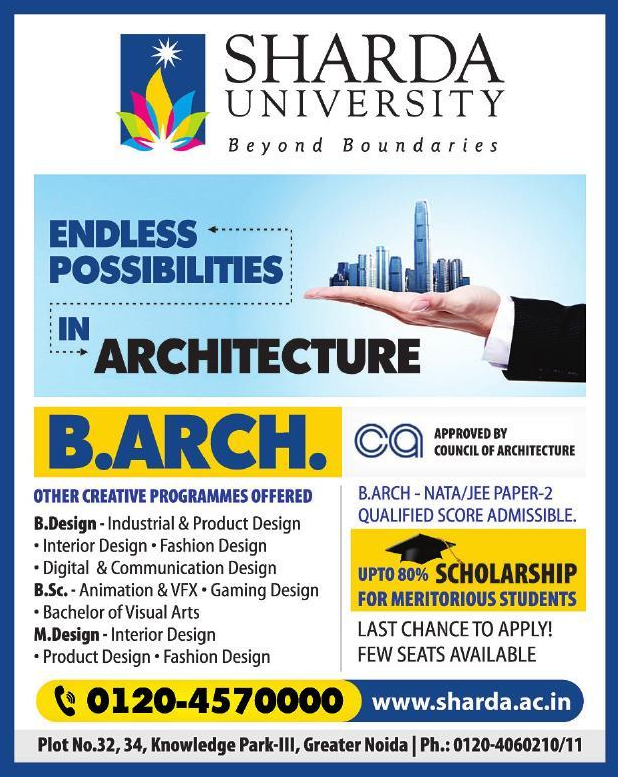 SHARDA
UNIVERSITY
Beyond Boundaries
ENDLESS
POSSIBILITIES
IN
ARCHITECTURE
B.ARCH.
ca
APPROVED BY
COUNCIL OF ARCHITECTURE
OTHER CREATIVE PROGRAMMES OFFERED
B.Design - Industrial & Product Design
• Interior Design • Fashion Design
• Digital & Communication Design
B.Sc. - Animation & VFX • Gaming Design
• Bachelor of Visual Arts
M.Design - Interior Design
• Product Design • Fashion Design
B.ARCH - NATA/JEE PAPER-2
QUALIFIED SCORE ADMISSIBLE.
UPTO 80% SCHOLARSHIP
FOR MERITORIOUS STUDENTS
LAST CHANCE TO APPLY!
FEW SEATS AVAILABLE
0120-4570000
www.sharda.ac.in
Plot No.32, 34, Knowledge Park-III, Greater Noida | Ph.: 0120-4060210/11